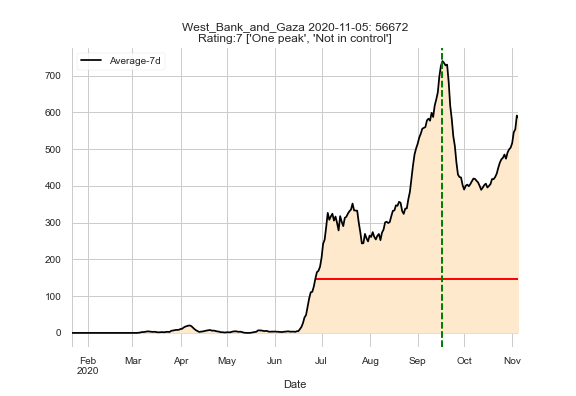 West_Bank_and_Gaza 2020-11-05: 56672
Rating:7 ['One peak', 'Not in control']
Average-7d
700
600
500
400
300
200
100
0
Feb Mar Apr May Jun Jul Aug Sep Oct Nov
2020
Date